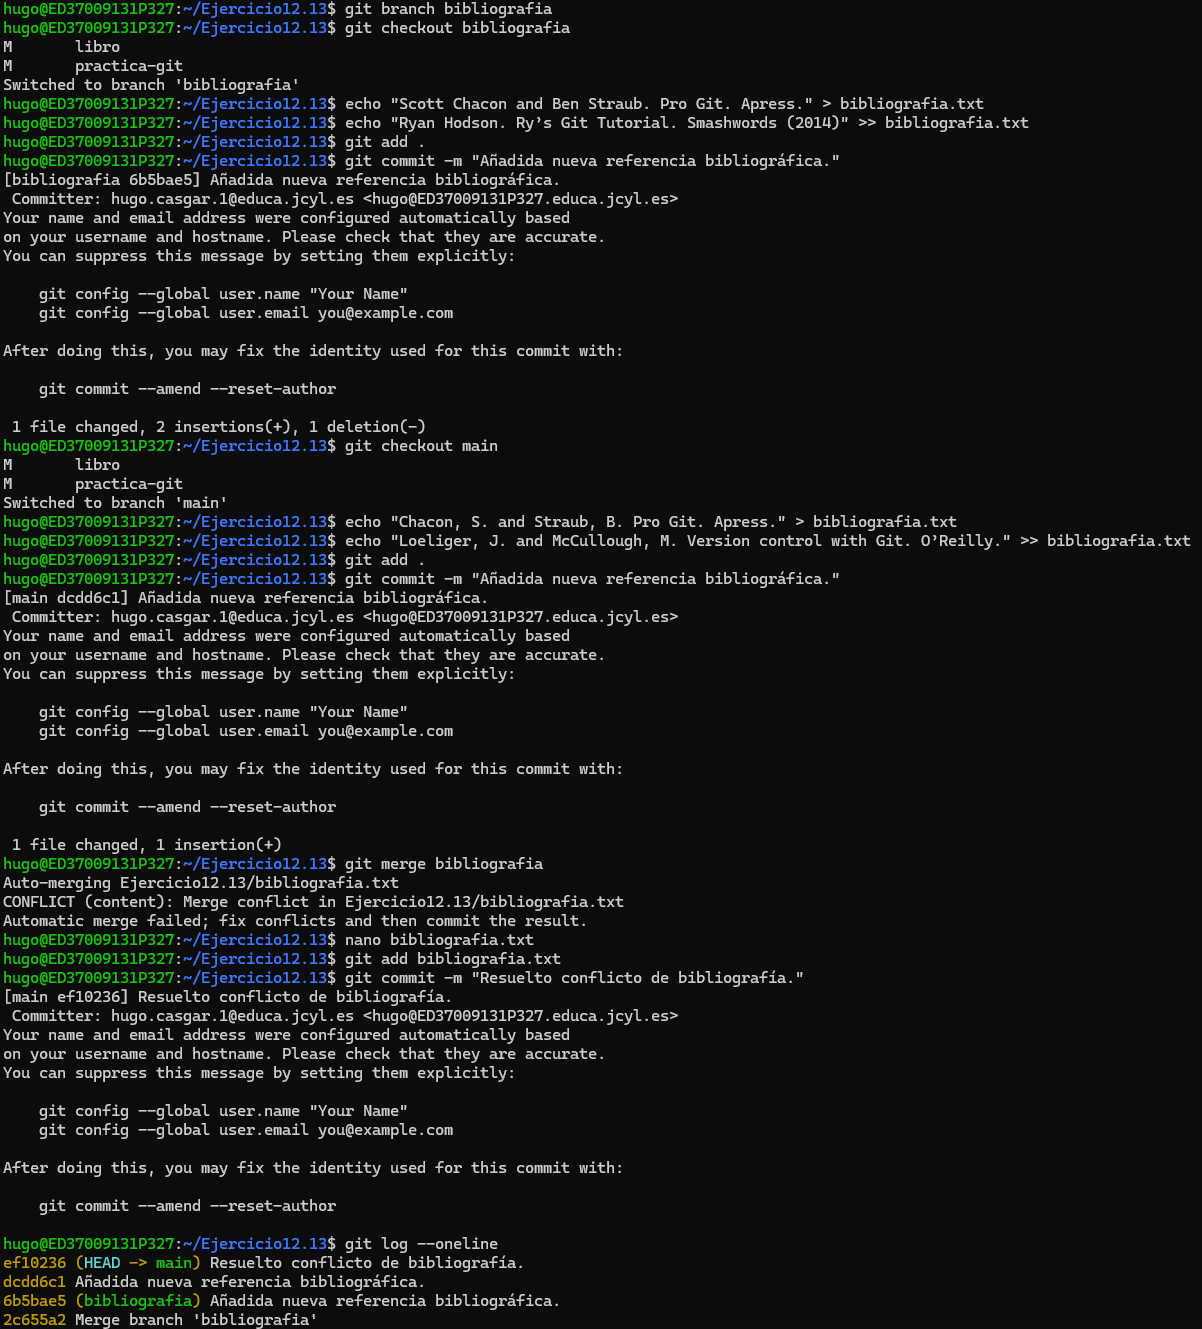 hugo@ED37009131P327:~/Ejercicio12.13$ git branch bibliografia
hugo@ED37009131P327:~/Ejercicio12.13$ git checkout bibliografia
M       libro
M       practica-git
Switched to branch 'bibliografia'
hugo@ED37009131P327:~/Ejercicio12.13$ echo "Scott Chacon and Ben Straub. Pro Git. Apress." > bibliografia.txt
hugo@ED37009131P327:~/Ejercicio12.13$ echo "Ryan Hodson. Ry’s Git Tutorial. Smashwords (2014)" >> bibliografia.txt
hugo@ED37009131P327:~/Ejercicio12.13$ git add .
hugo@ED37009131P327:~/Ejercicio12.13$ git commit -m "Añadida nueva referencia bibliográfica."
[bibliografia 6b5bae5] Añadida nueva referencia bibliográfica.
 Committer: hugo.casgar.1@educa.jcyl.es <hugo@ED37009131P327.educa.jcyl.es>
Your name and email address were configured automatically based
on your username and hostname. Please check that they are accurate.
You can suppress this message by setting them explicitly:
    git config --global user.name "Your Name"
    git config --global user.email you@example.com
After doing this, you may fix the identity used for this commit with:
    git commit --amend --reset-author
 1 file changed, 2 insertions(+), 1 deletion(-)
hugo@ED37009131P327:~/Ejercicio12.13$ git checkout main
M       libro
M       practica-git
Switched to branch 'main'
hugo@ED37009131P327:~/Ejercicio12.13$ echo "Chacon, S. and Straub, B. Pro Git. Apress." > bibliografia.txt
hugo@ED37009131P327:~/Ejercicio12.13$ echo "Loeliger, J. and McCullough, M. Version control with Git. O’Reilly." >> bibliografia.txt
hugo@ED37009131P327:~/Ejercicio12.13$ git add .
hugo@ED37009131P327:~/Ejercicio12.13$ git commit -m "Añadida nueva referencia bibliográfica."
[main dcdd6c1] Añadida nueva referencia bibliográfica.
 Committer: hugo.casgar.1@educa.jcyl.es <hugo@ED37009131P327.educa.jcyl.es>
Your name and email address were configured automatically based
on your username and hostname. Please check that they are accurate.
You can suppress this message by setting them explicitly:
    git config --global user.name "Your Name"
    git config --global user.email you@example.com
After doing this, you may fix the identity used for this commit with:
    git commit --amend --reset-author
 1 file changed, 1 insertion(+)
hugo@ED37009131P327:~/Ejercicio12.13$ git merge bibliografia
Auto-merging Ejercicio12.13/bibliografia.txt
CONFLICT (content): Merge conflict in Ejercicio12.13/bibliografia.txt
Automatic merge failed; fix conflicts and then commit the result.
hugo@ED37009131P327:~/Ejercicio12.13$ nano bibliografia.txt
hugo@ED37009131P327:~/Ejercicio12.13$ git add bibliografia.txt
hugo@ED37009131P327:~/Ejercicio12.13$ git commit -m "Resuelto conflicto de bibliografía."
[main ef10236] Resuelto conflicto de bibliografía.
 Committer: hugo.casgar.1@educa.jcyl.es <hugo@ED37009131P327.educa.jcyl.es>
Your name and email address were configured automatically based
on your username and hostname. Please check that they are accurate.
You can suppress this message by setting them explicitly:
    git config --global user.name "Your Name"
    git config --global user.email you@example.com
After doing this, you may fix the identity used for this commit with:
    git commit --amend --reset-author
hugo@ED37009131P327:~/Ejercicio12.13$ git log --oneline
ef10236 (HEAD -> main) Resuelto conflicto de bibliografía.
dcdd6c1 Añadida nueva referencia bibliográfica.
6b5bae5 (bibliografia) Añadida nueva referencia bibliográfica.
2c655a2 Merge branch 'bibliografia'